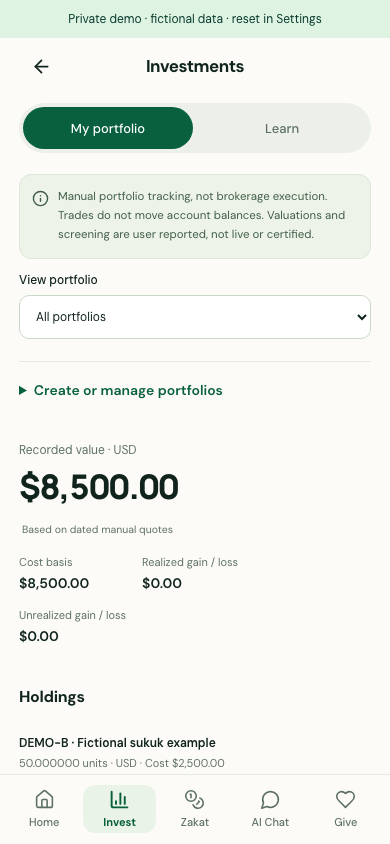 Private demo · fictional data · reset in Settings
Investments
My portfolio
Learn
Manual portfolio tracking, not brokerage execution.
Trades do not move account balances. Valuations and
screening are user reported, not live or certified.
View portfolio
All portfolios
Create or manage portfolios
Recorded value · USD
$8,500.00
Based on dated manual quotes
Cost basis
Realized gain / loss
$8,500.00
$0.00
Unrealized gain / loss
$0.00
Holdings
DEMO-B · Fictional sukuk example
50.000000 units · USD · Cost $2,500.00
Home
Invest
Zakat
AI Chat
Give